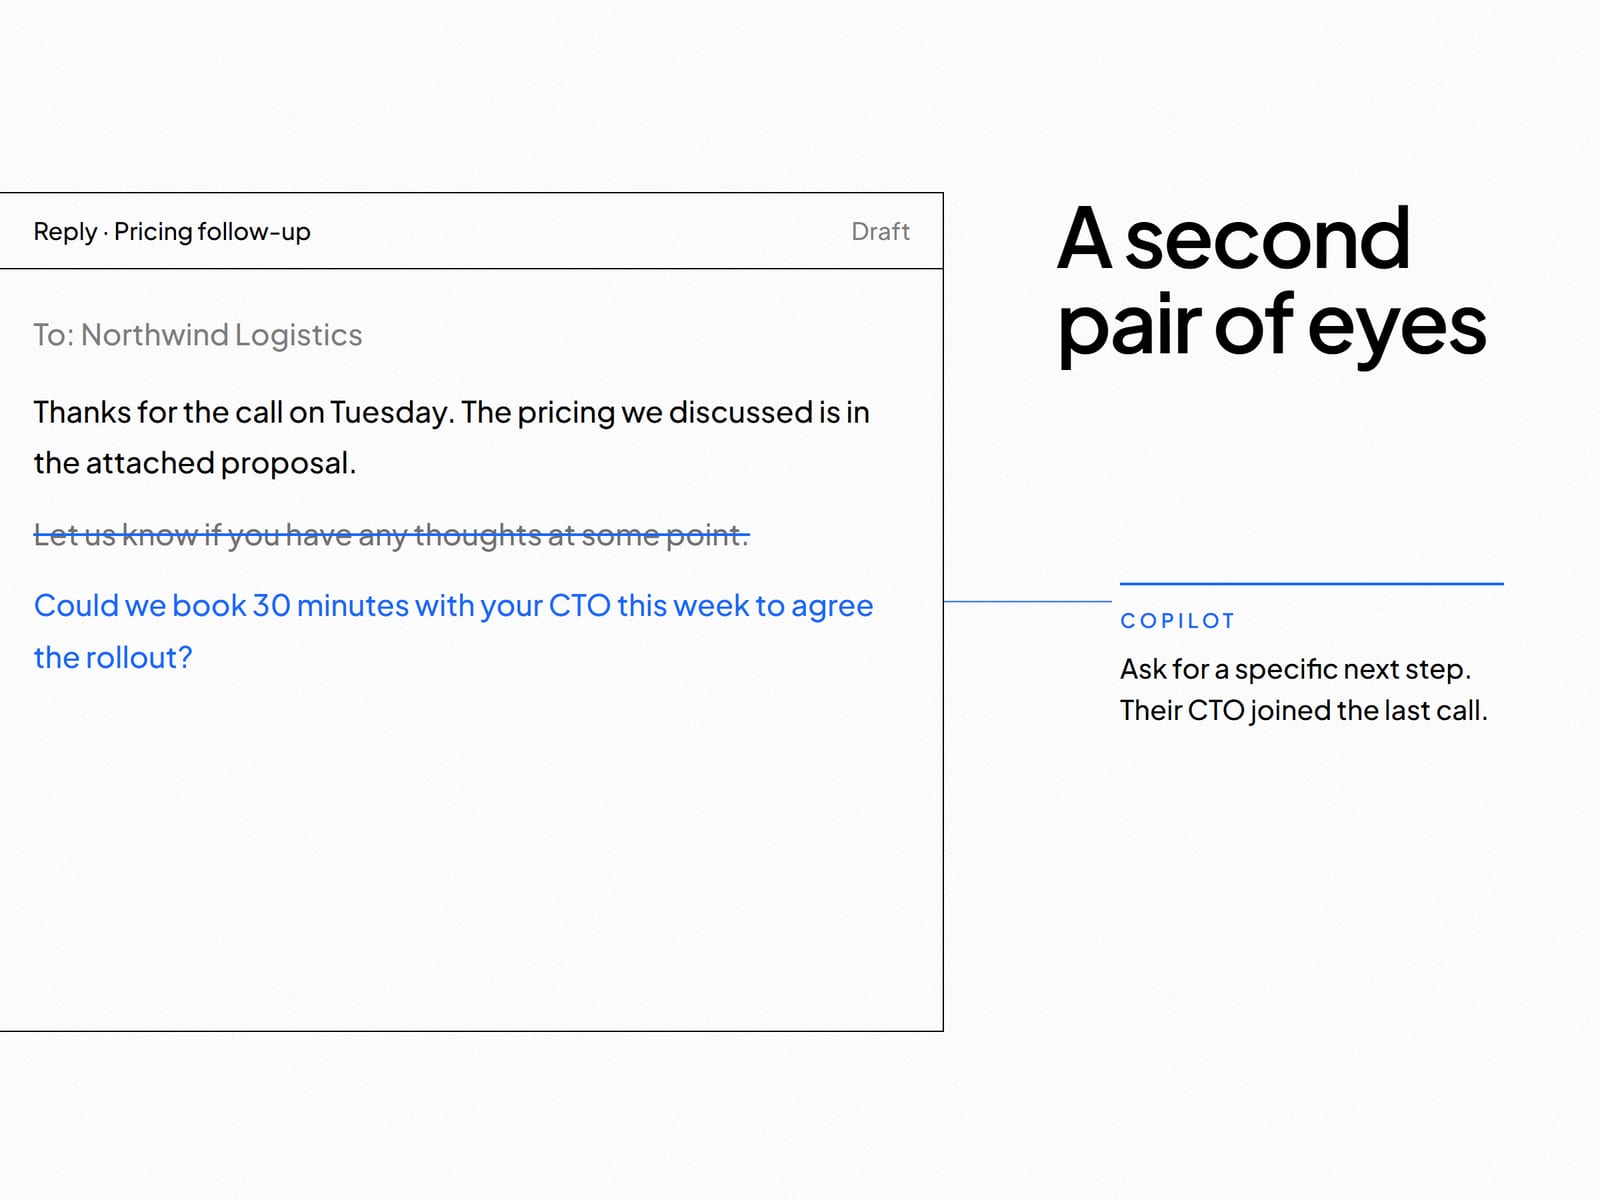 Reply · Pricing follow-up
Draft
To: Northwind Logistics
Thanks for the call on Tuesday. The pricing we discussed is in
the attached proposal.
Let us know if you have any thoughts at some point.
Could we book 30 minutes with your CTO this week to agree
the rollout?
A second
pair of eyes
COPILOT
Ask for a specific next step.
Their CTO joined the last call.